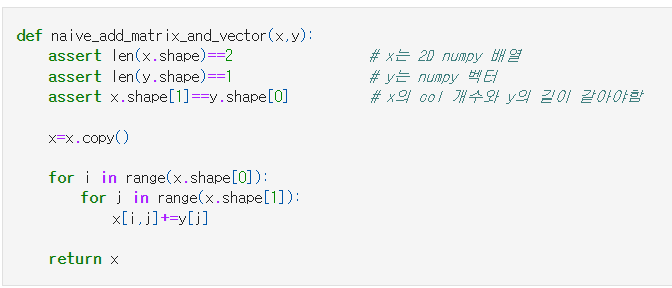 def naive_add_matrix_and_vector(x,y):
    assert len(x.shape)==2                # x는 2D numpy 배열
    assert len(y.shape)==1                # y는 numpy 벡터
    assert x.shape[1]==y.shape[0]         # x의 col 개수와 y의 길이 같아야함
    x=x.copy()
    for i in range(x.shape[0]):
        for j in range(x.shape[1]):
            x[i,j]+=y[j]
    return x